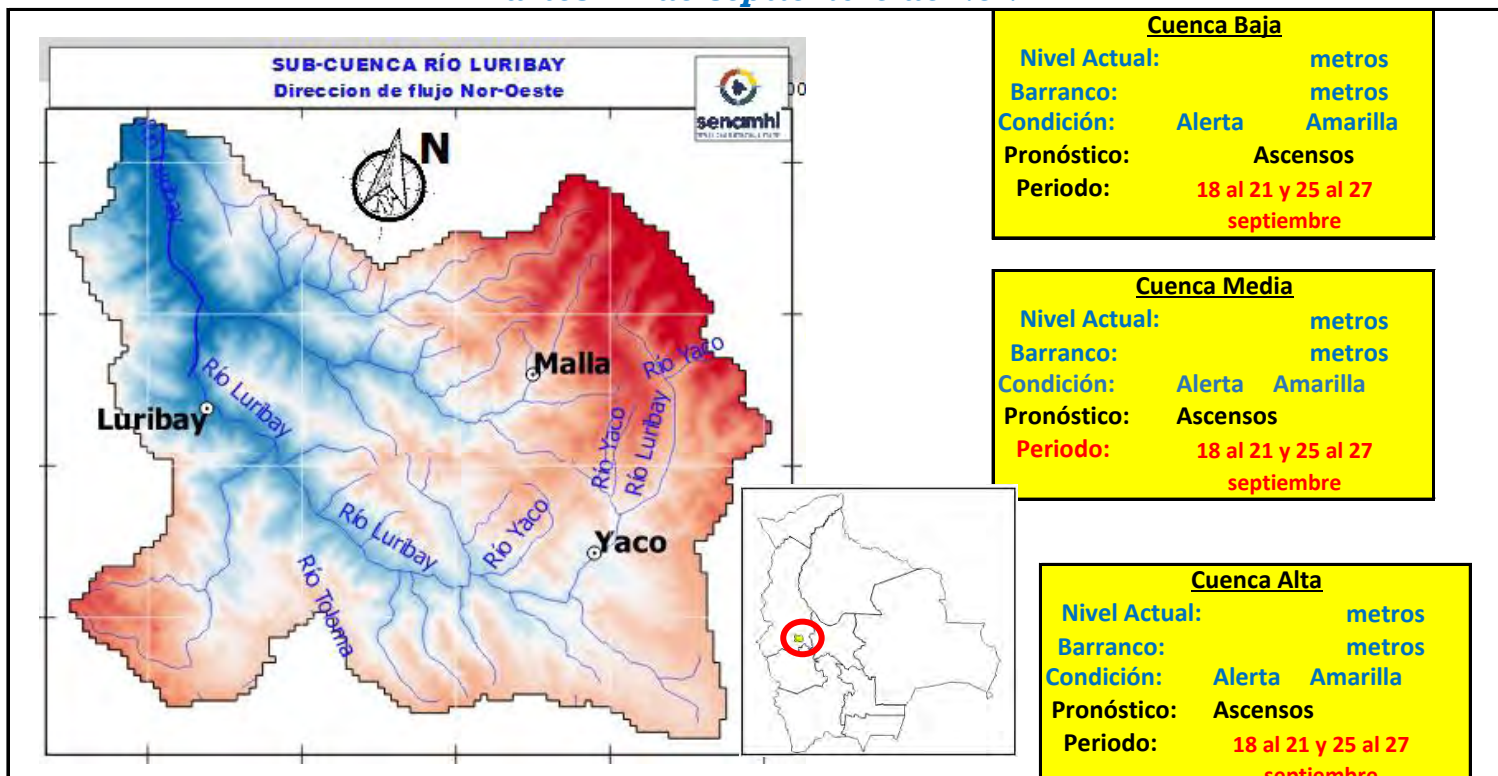 SUB-CUENCA RÍO LURIBAY
Direccion de flujo Nor-Oeste
senamhi
N
Malla
Río Yaco
Luribay
Río Luribay
Río Yaco
Río Luribay
Río Luribay
Río Yaco
Yaco
Río Toloma
Cuenca Baja
Nivel Actual: metros
Barranco: metros
Condición: Alerta Amarilla
Pronóstico: Ascensos
Periodo: 18 al 21 y 25 al 27
septiembre
Cuenca Media
Nivel Actual: metros
Barranco: metros
Condición: Alerta Amarilla
Pronóstico: Ascensos
Periodo: 18 al 21 y 25 al 27
septiembre
Cuenca Alta
Nivel Actual: metros
Barranco: metros
Condición: Alerta Amarilla
Pronóstico: Ascensos
Periodo: 18 al 21 y 25 al 27
septiembre